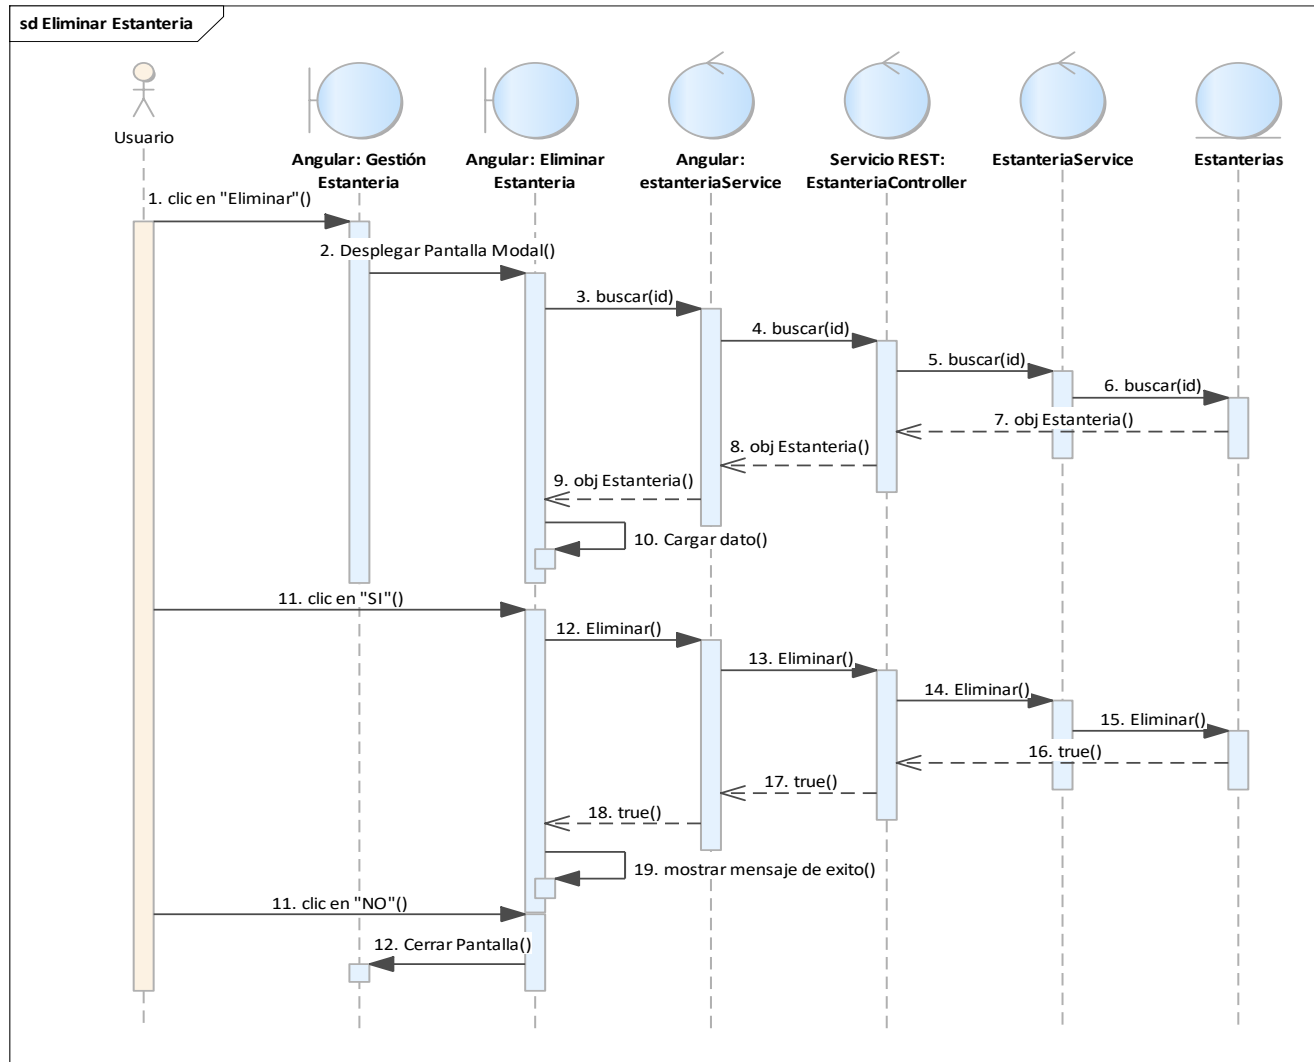 sd Eliminar Estanteria
Usuario
Angular: Gestión
Estanteria
Angular: Eliminar
Estanteria
Angular:
estanteriaService
Servicio REST:
EstanteriaController
EstanteriaService
Estanterias
1. clic en "Eliminar"()
2. Desplegar Pantalla Modal()
3. buscar(id)
4. buscar(id)
5. buscar(id)
6. buscar(id)
7. obj Estanteria()
8. obj Estanteria()
9. obj Estanteria()
10. Cargar dato()
11. clic en "SI"()
12. Eliminar()
13. Eliminar()
14. Eliminar()
15. Eliminar()
16. true()
17. true()
18. true()
19. mostrar mensaje de exito()
11. clic en "NO"()
12. Cerrar Pantalla()